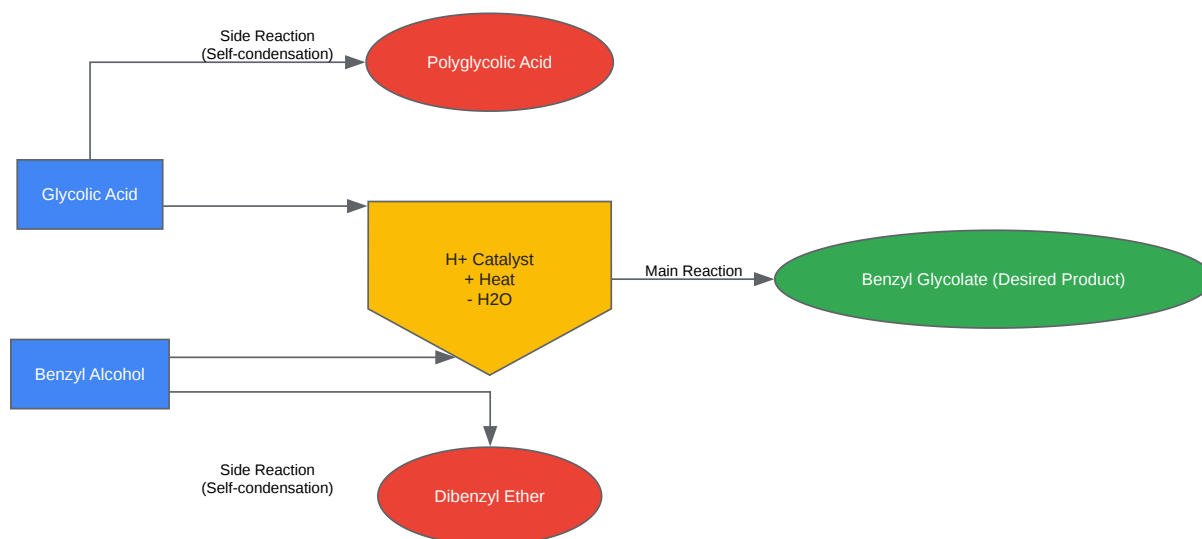 Side Reaction
(Self-condensation)
Polyglycolic Acid
Glycolic Acid
H+ Catalyst
+ Heat
- H2O
Main Reaction
Benzyl Glycolate (Desired Product)
Benzyl Alcohol
Side Reaction
(Self-condensation)
Dibenzyl Ether